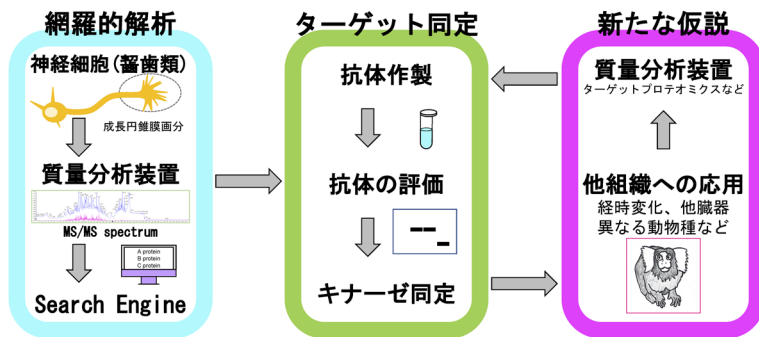 網羅的解析
神経細胞(齧歯類)
成長円錐膜画分
質量分析装置
MS/MS spectrum
A protein
B protein
C protein
Search Engine
ターゲット同定
抗体作製
抗体の評価
キナーゼ同定
新たな仮説
質量分析装置
ターゲットプロテオミクスなど
他組織への応用
経時変化、他臓器
異なる動物種など